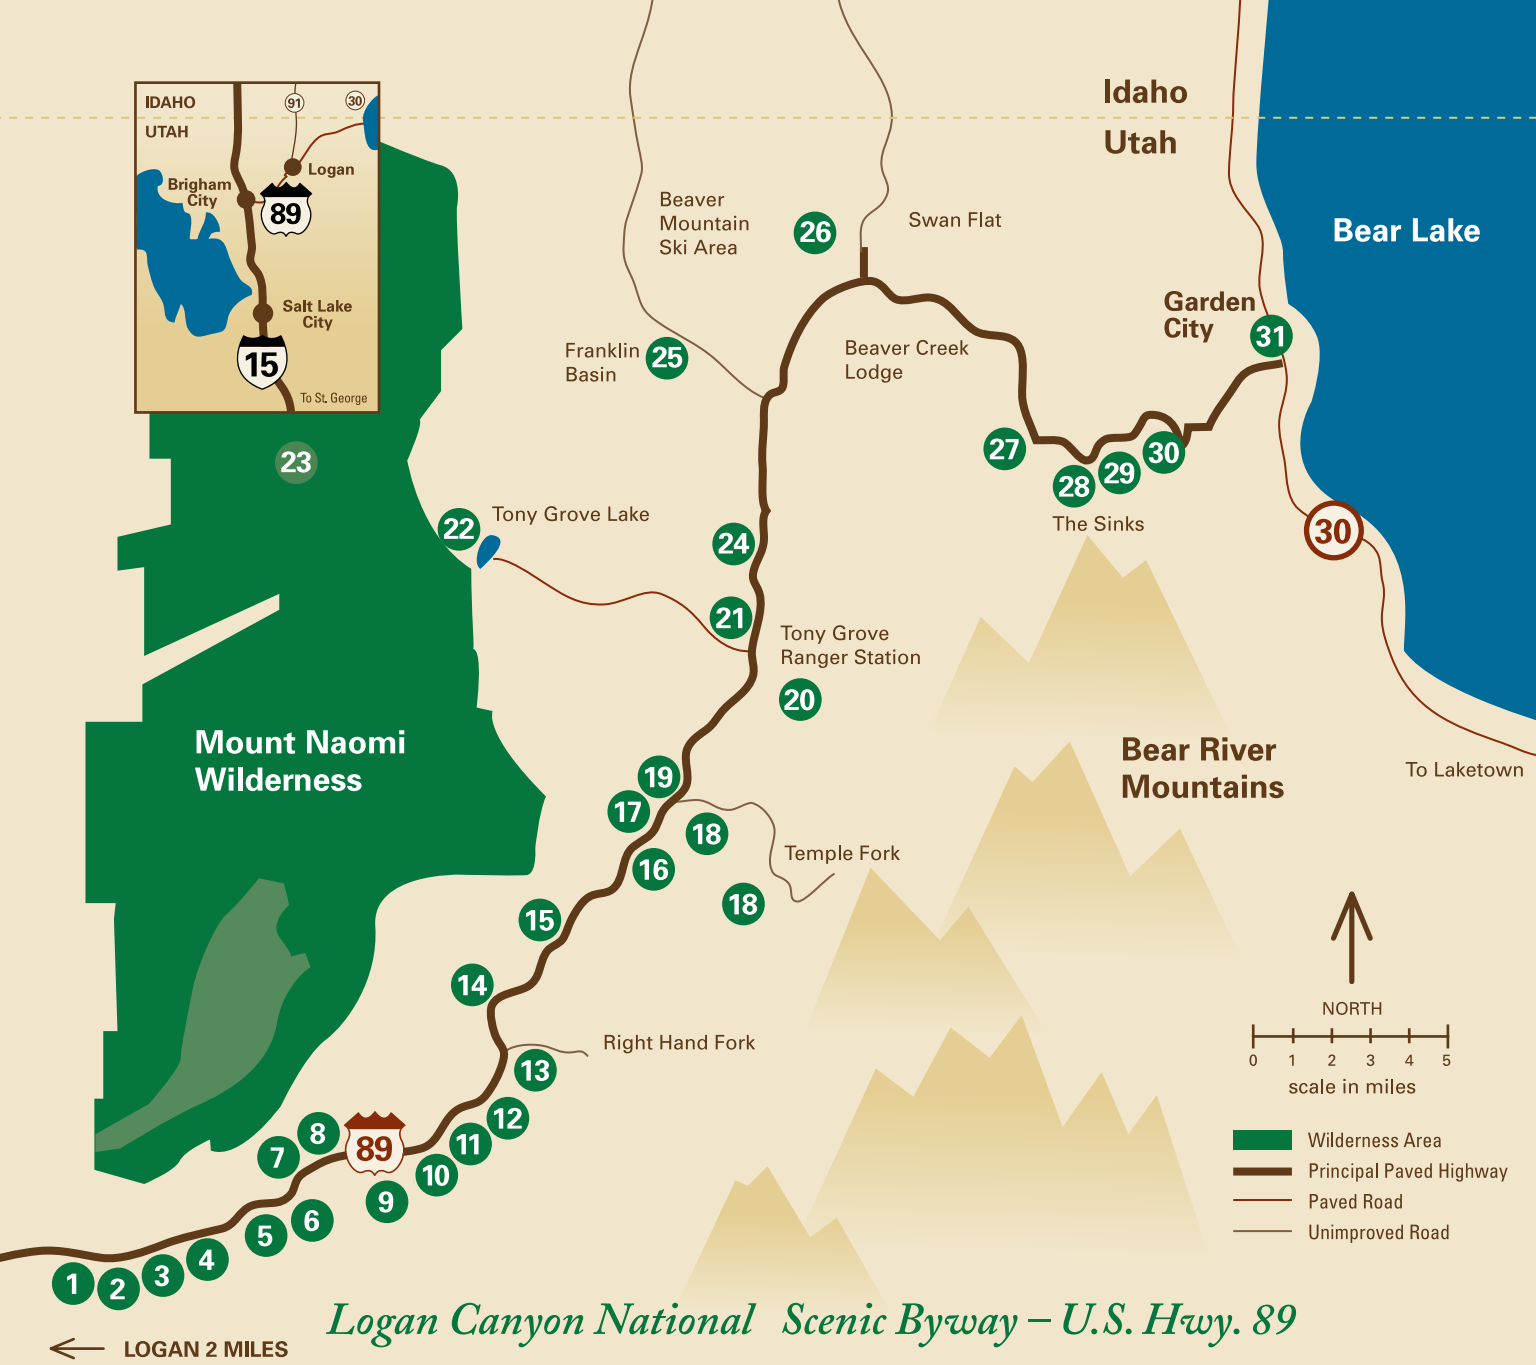 IDAHO
UTAH
91
30
Logan
Brigham
City
89
Salt Lake
City
15
To St. George
Idaho
Utah
Bear Lake
Beaver
Mountain
Ski Area
26
Swan Flat
Garden
City
31
Franklin
Basin
25
Beaver Creek
Lodge
23
27
28
29
30
The Sinks
22
Tony Grove Lake
24
30
21
Tony Grove
Ranger Station
20
Mount Naomi
Wilderness
Bear River
Mountains
To Laketown
19
17
18
16
Temple Fork
18
15
14
Right Hand Fork
13
12
11
10
9
89
8
7
6
5
4
3
2
1
NORTH
0 1 2 3 4 5
scale in miles
Wilderness Area
Principal Paved Highway
Paved Road
Unimproved Road
Logan Canyon National Scenic Byway – U.S. Hwy. 89
LOGAN 2 MILES